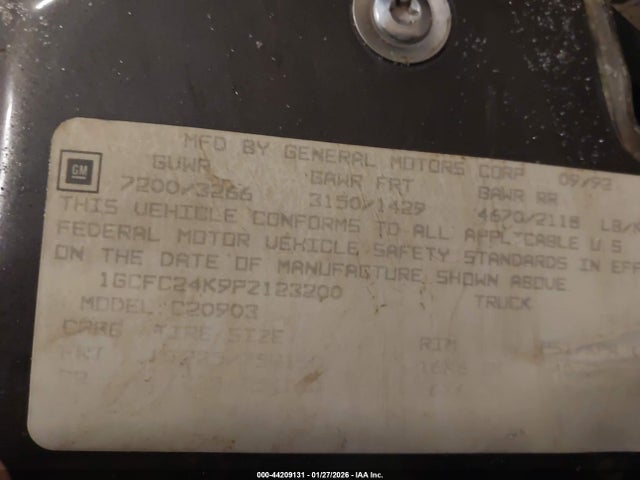 MFD BY GENERAL MOTORS CORP 09/92
GM
GVWR GAWR FRT GAWR RR
7200/3266 3150/1429 4670/2118 LB/K
THIS VEHICLE CONFORMS TO ALL APPLICABLE U S
FEDERAL MOTOR VEHICLE SAFETY STANDARDS IN EFF
ON THE DATE OF MANUFACTURE SHOWN ABOVE
1GCFC24K9PZ123200 TRUCK
MODEL: C20903
TIRE SIZE RIM
FRT
000-44209131 - 01/27/2026 - IAA Inc.